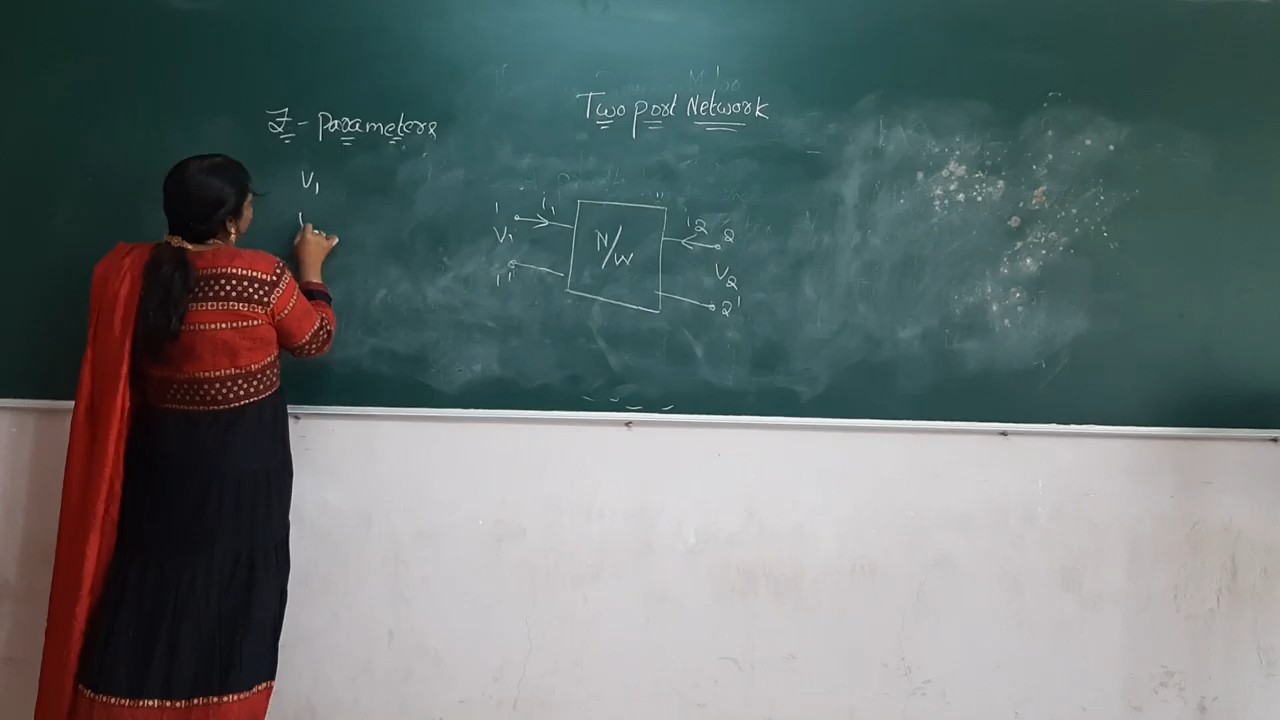 Two port Network
Z - parameters
V1
1 i1 i2 2
V1 N/W V2
1' 2'